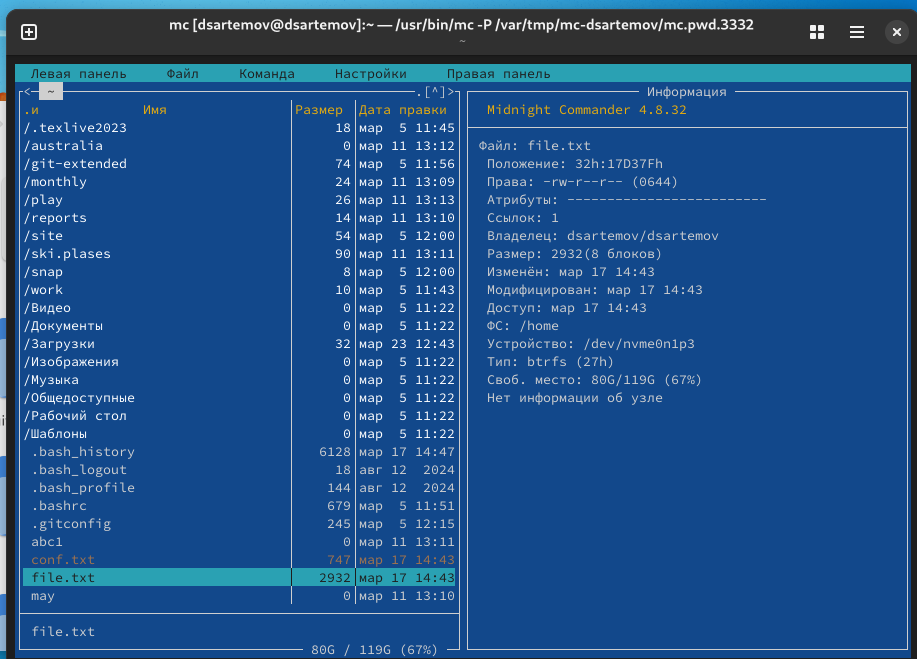 mc [dsartemov@dsartemov]:~ — /usr/bin/mc -P /var/tmp/mc-dsartemov/mc.pwd.3332
~
Левая панель Файл Команда Настройки Правая панель
<— ~ .[^]>
.и Имя Размер Дата правки
/.texlive2023 18 мар 5 11:45
/australia 0 мар 11 13:12
/git-extended 74 мар 5 11:56
/monthly 24 мар 11 13:09
/play 26 мар 11 13:13
/reports 14 мар 11 13:10
/site 54 мар 5 12:00
/ski.plases 90 мар 11 13:11
/snap 8 мар 5 12:00
/work 10 мар 5 11:43
/Видео 0 мар 5 11:22
/Документы 0 мар 5 11:22
/Загрузки 32 мар 23 12:43
/Изображения 0 мар 5 11:22
/Музыка 0 мар 5 11:22
/Общедоступные 0 мар 5 11:22
/Рабочий стол 0 мар 5 11:22
/Шаблоны 0 мар 5 11:22
.bash_history 6128 мар 17 14:47
.bash_logout 18 авг 12 2024
.bash_profile 144 авг 12 2024
.bashrc 679 мар 5 11:51
.gitconfig 245 мар 5 12:15
abc1 0 мар 11 13:11
conf.txt 747 мар 17 14:43
file.txt 2932 мар 17 14:43
may 0 мар 11 13:10
file.txt
80G / 119G (67%)
Информация
Midnight Commander 4.8.32
Файл: file.txt
Положение: 32h:17D37Fh
Права: -rw-r--r-- (0644)
Атрибуты: -------------------------
Ссылок: 1
Владелец: dsartemov/dsartemov
Размер: 2932(8 блоков)
Изменён: мар 17 14:43
Модифицирован: мар 17 14:43
Доступ: мар 17 14:43
ФС: /home
Устройство: /dev/nvme0n1p3
Тип: btrfs (27h)
Своб. место: 80G/119G (67%)
Нет информации об узле